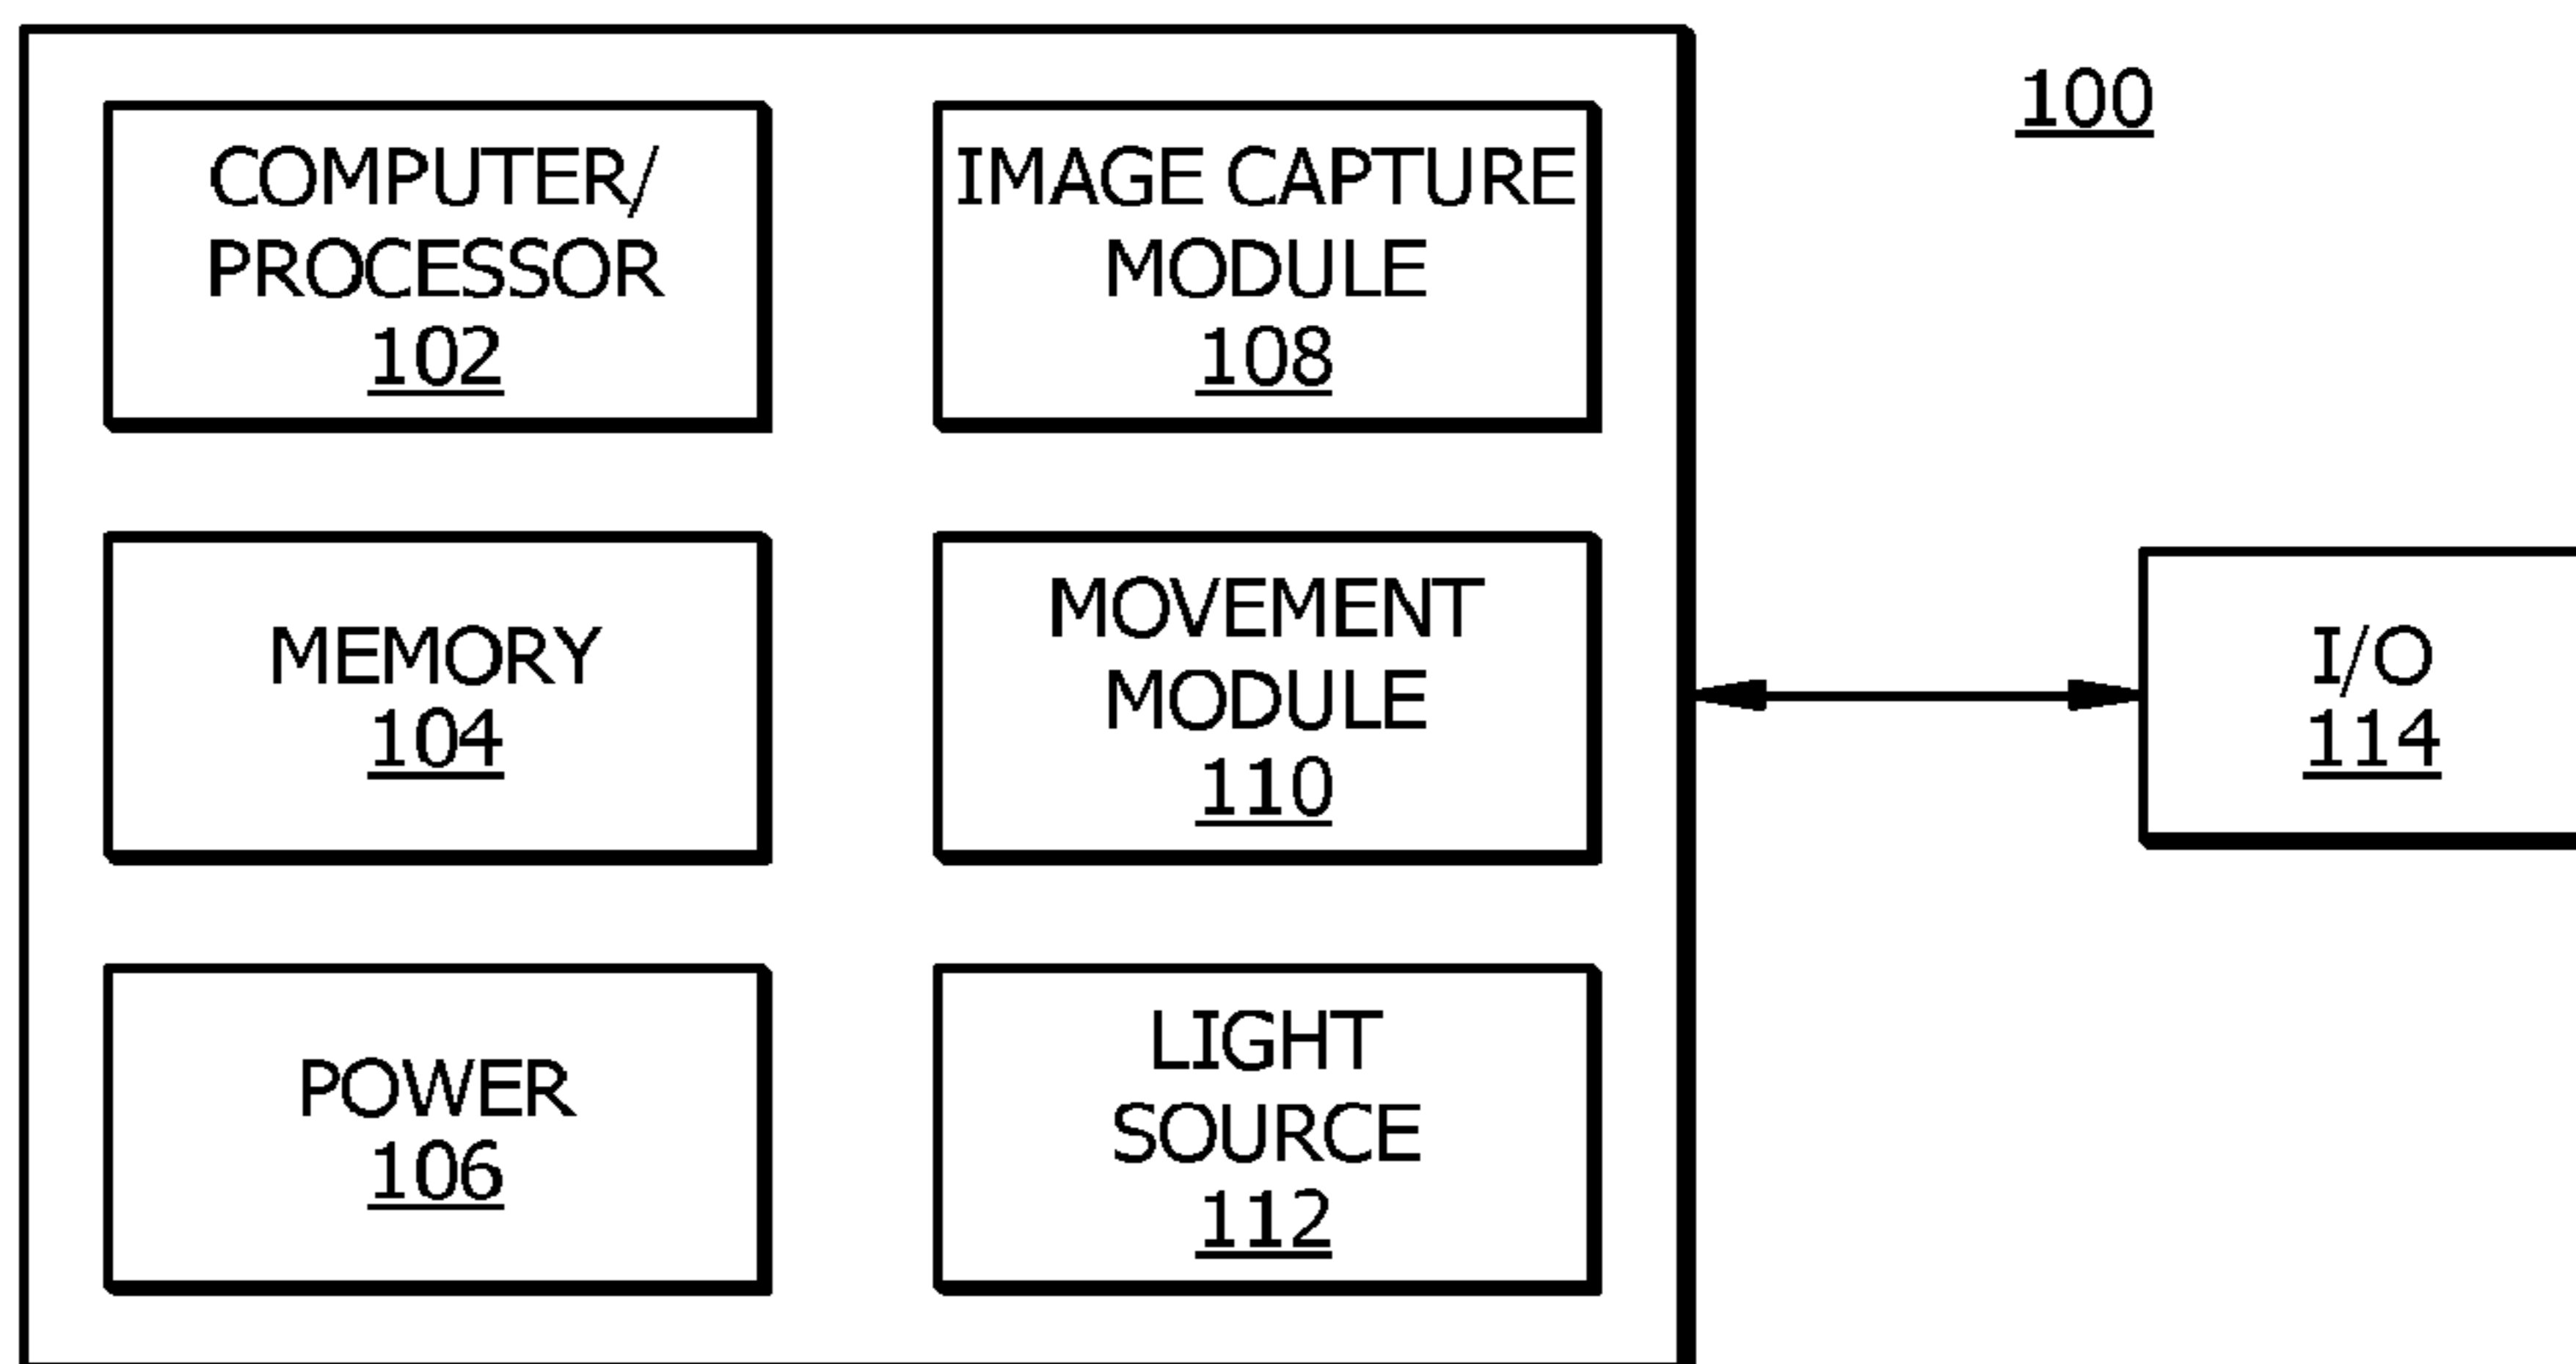 100
COMPUTER/
PROCESSOR
102
IMAGE CAPTURE
MODULE
108
MEMORY
104
MOVEMENT
MODULE
110
I/O
114
POWER
106
LIGHT
SOURCE
112